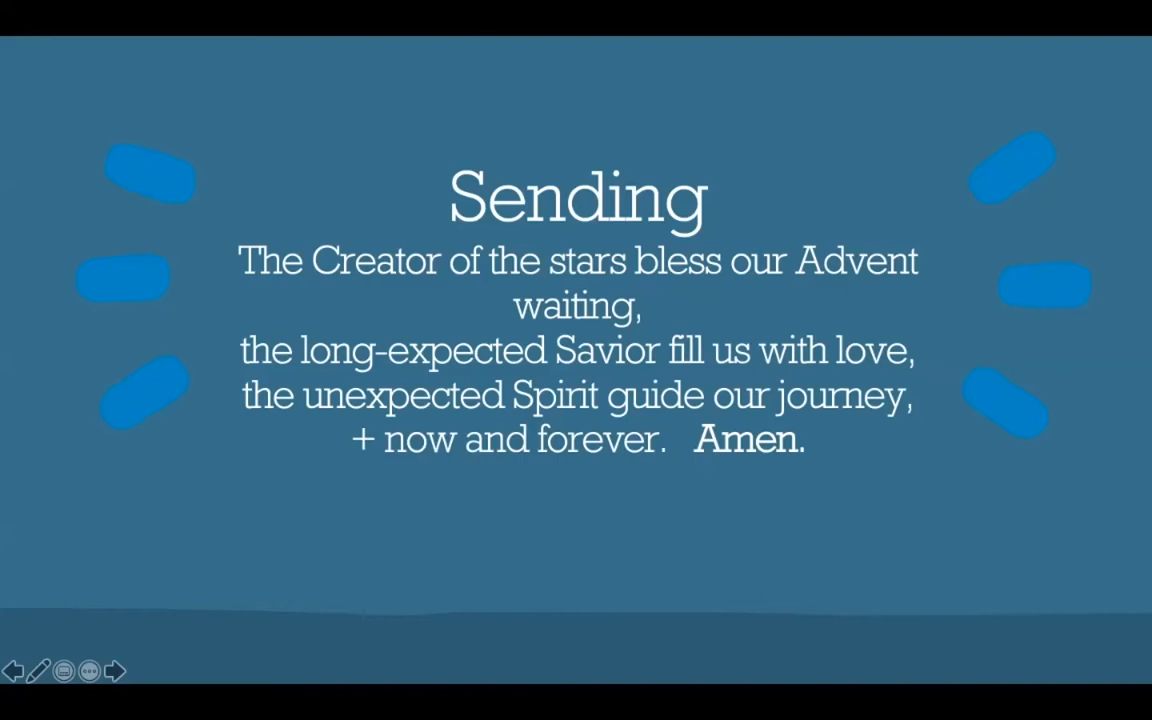 Sending
The Creator of the stars bless our Advent
waiting,
the long-expected Savior fill us with love,
the unexpected Spirit guide our journey,
+ now and forever.   Amen.